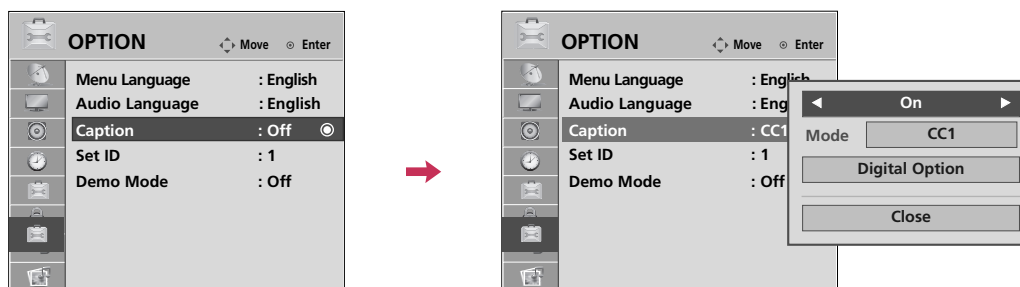 OPTION Move Enter
Menu Language : English
Audio Language : English
Caption : Off
Set ID : 1
Demo Mode : Off
OPTION Move Enter
Menu Language : English
Audio Language : Eng
Caption : CC1
Set ID : 1
Demo Mode : Off
On
Mode CC1
Digital Option
Close